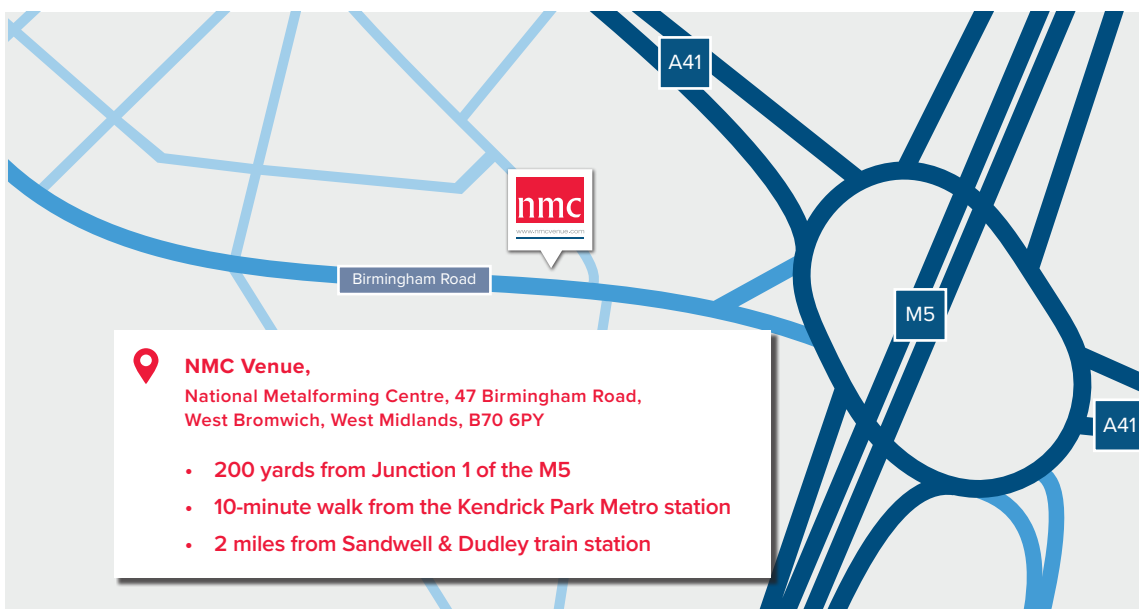 A41
nmc
www.nmcvenue.com
Birmingham Road
M5
NMC Venue,
National Metalforming Centre, 47 Birmingham Road,
West Bromwich, West Midlands, B70 6PY
• 200 yards from Junction 1 of the M5
• 10-minute walk from the Kendrick Park Metro station
• 2 miles from Sandwell & Dudley train station
A41